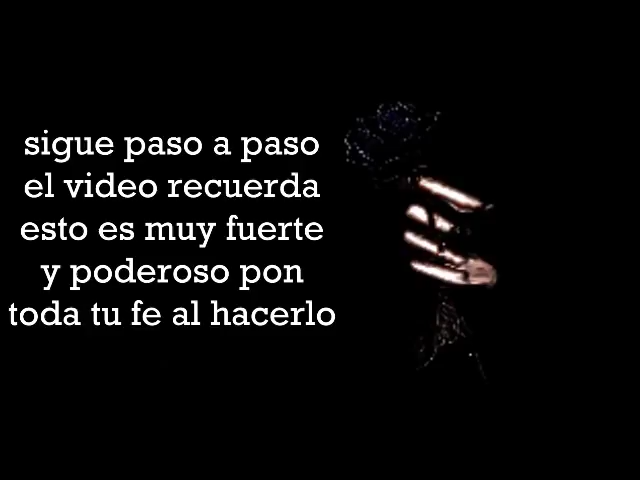 sigue paso a paso
el video recuerda
esto es muy fuerte
y poderoso pon
toda tu fe al hacerlo